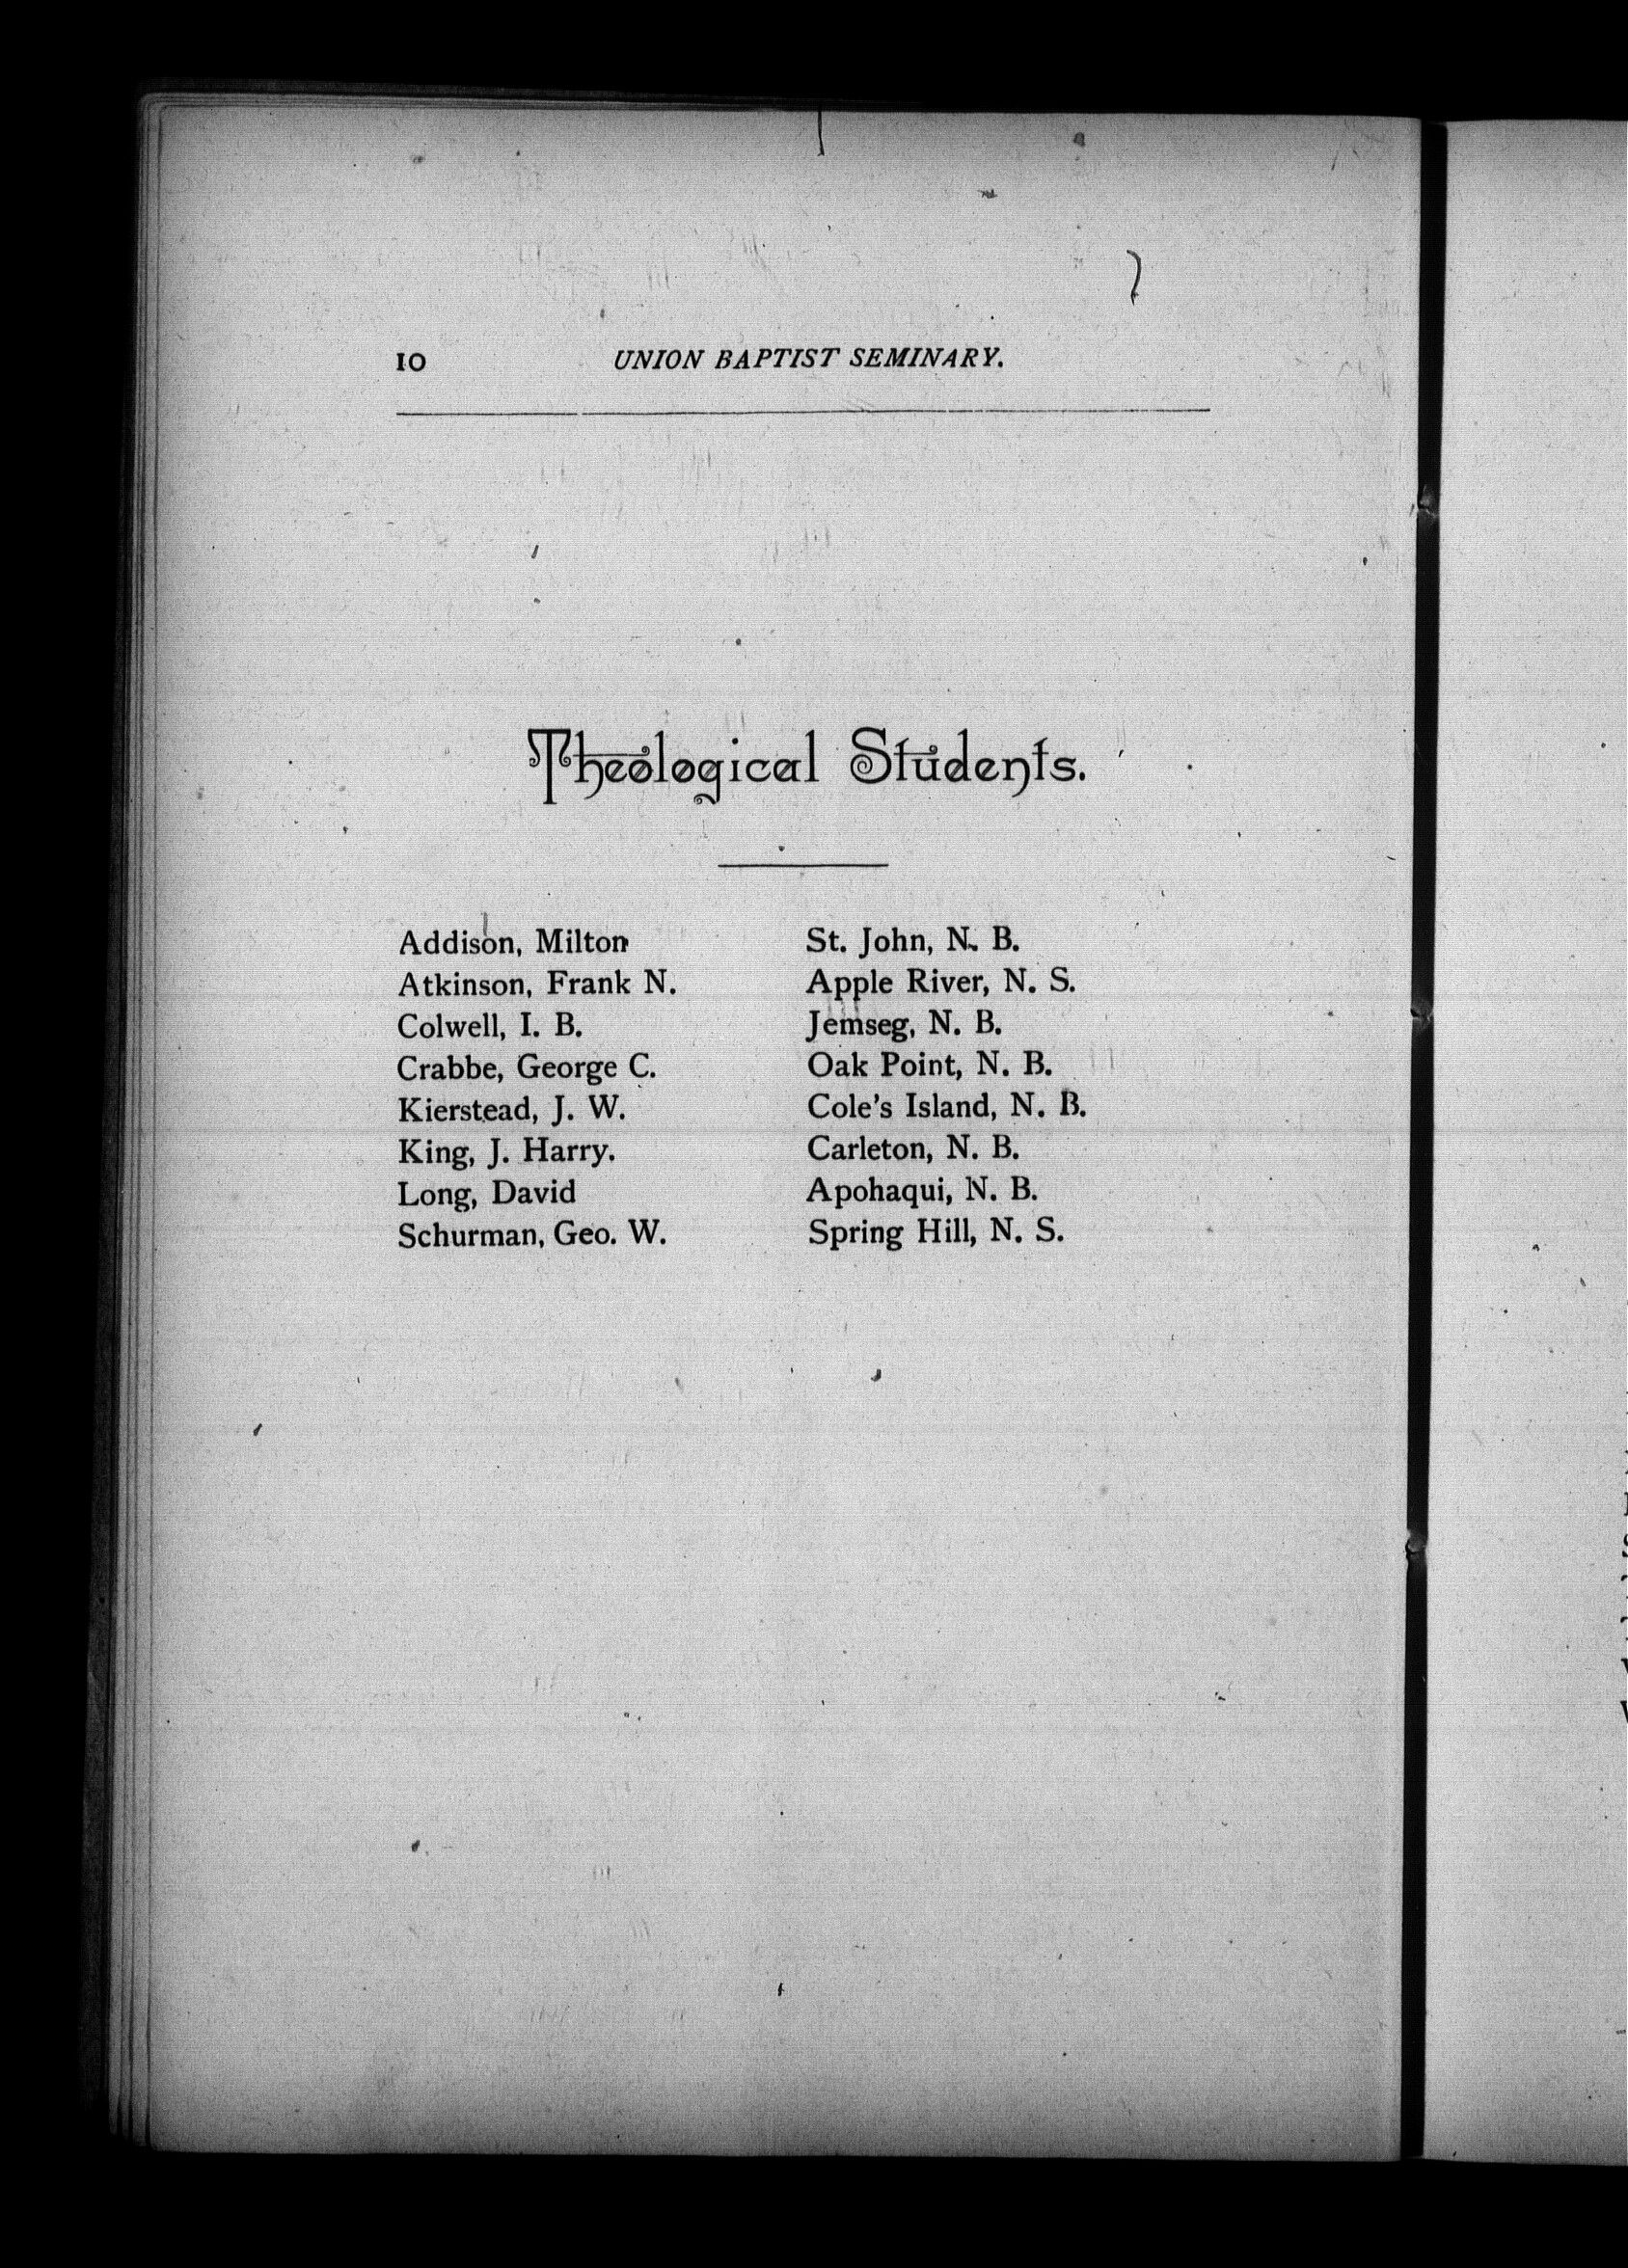 10 UNION BAPTIST SEMINARY.
Theological Students.
Addison, Milton St. John, N. B.
Atkinson, Frank N. Apple River, N. S.
Colwell, I. B. Jemseg, N. B.
Crabbe, George C. Oak Point, N. B.
Kierstead, J. W. Cole's Island, N. B.
King, J. Harry. Carleton, N. B.
Long, David Apohaqui, N. B.
Schurman, Geo. W. Spring Hill, N. S.